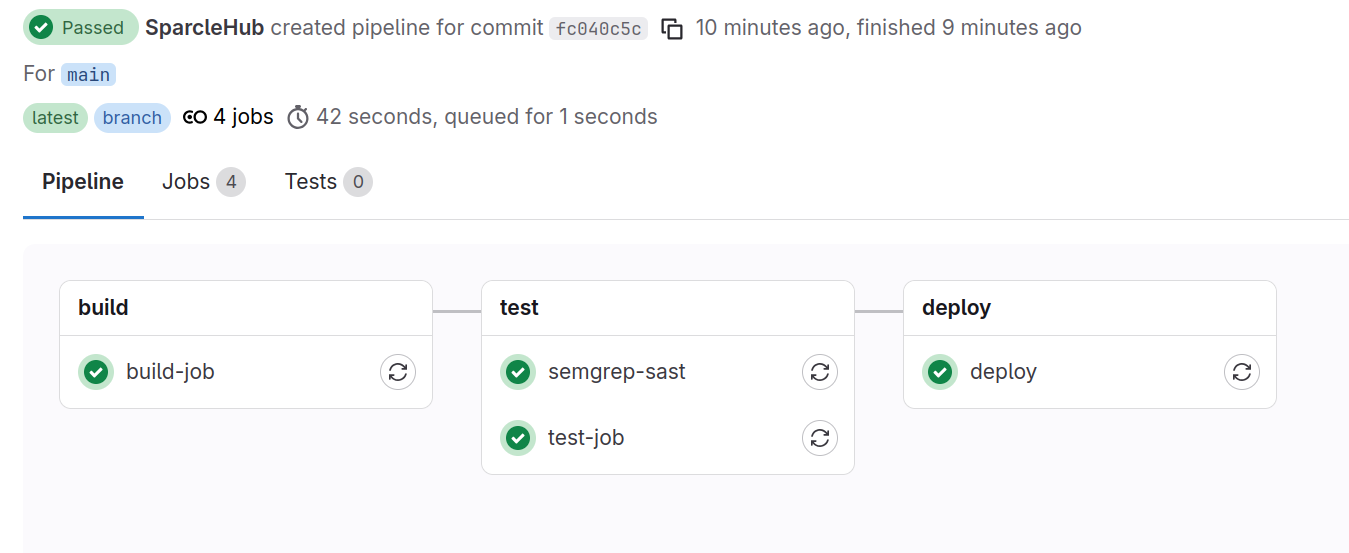 Passed SparcleHub created pipeline for commit fc040c5c 10 minutes ago, finished 9 minutes ago
For main
latest branch 4 jobs 42 seconds, queued for 1 seconds
Pipeline Jobs 4 Tests 0
build
build-job
test
semgrep-sast
test-job
deploy
deploy